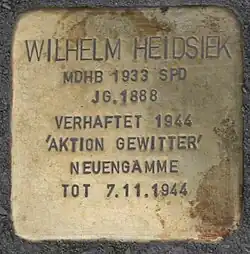 WILHELM HEIDSIEK
MDHB 1933 SPD
JG. 1888
VERHAFTET 1944
'AKTION GEWITTER'
NEUENGAMME
TOT 7.11.1944